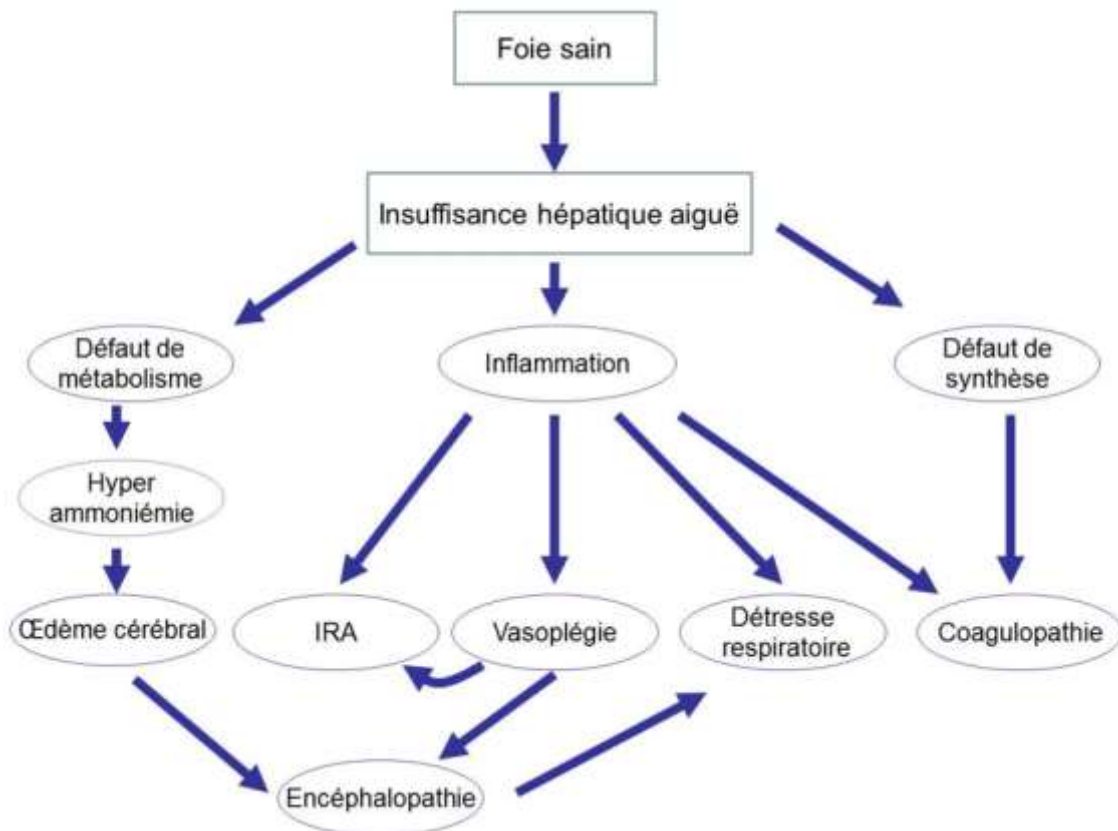 Foie sain
Insuffisance hépatique aiguë
Défaut de
métabolisme
Inflammation
Défaut de
synthèse
Hyper
ammoniémie
Œdème cérébral
IRA
Vasoplégie
Détresse
respiratoire
Coagulopathie
Encéphalopathie